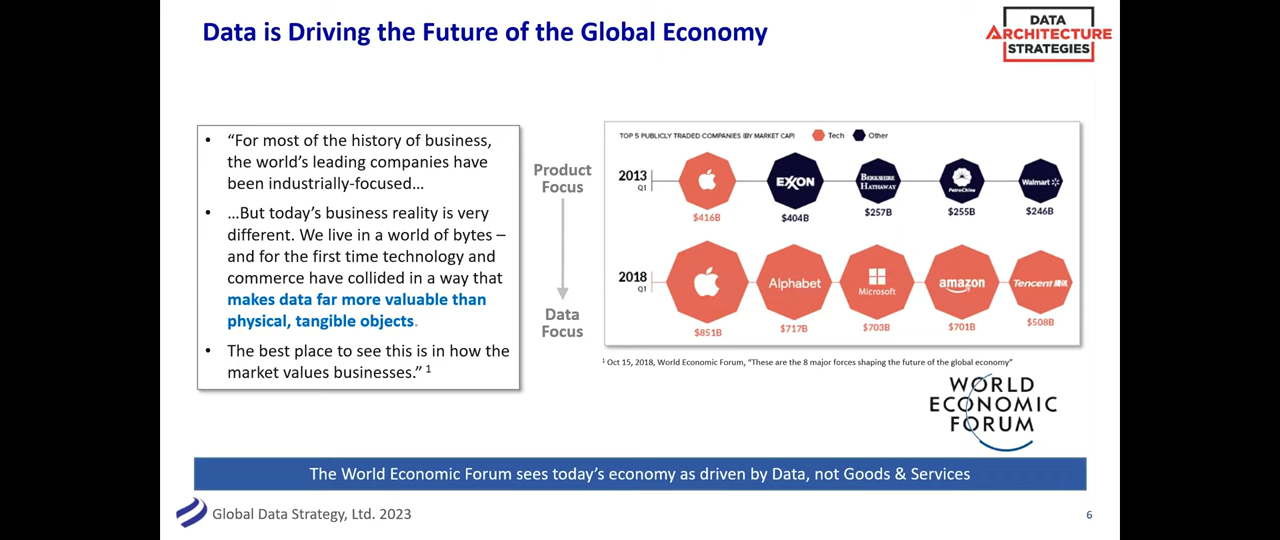 Data is Driving the Future of the Global Economy
DATA
ARCHITECTURE
STRATEGIES
• “For most of the history of business,
the world’s leading companies have
been industrially-focused…
• …But today’s business reality is very
different. We live in a world of bytes –
and for the first time technology and
commerce have collided in a way that
makes data far more valuable than
physical, tangible objects.
• The best place to see this is in how the
market values businesses.” 1
Product
Focus
Data
Focus
TOP 5 PUBLICLY TRADED COMPANIES (BY MARKET CAP) Tech Other
2013
Q1
EXXON
BERKSHIRE
HATHAWAY
PetroChina
Walmart
$416B $404B $257B $255B $246B
2018
Q1
Alphabet
Microsoft
amazon
Tencent 腾讯
$851B $717B $703B $701B $508B
1 Oct 15, 2018, World Economic Forum, “These are the 8 major forces shaping the future of the global economy”
WORLD
ECONOMIC
FORUM
The World Economic Forum sees today’s economy as driven by Data, not Goods & Services
Global Data Strategy, Ltd. 2023
6